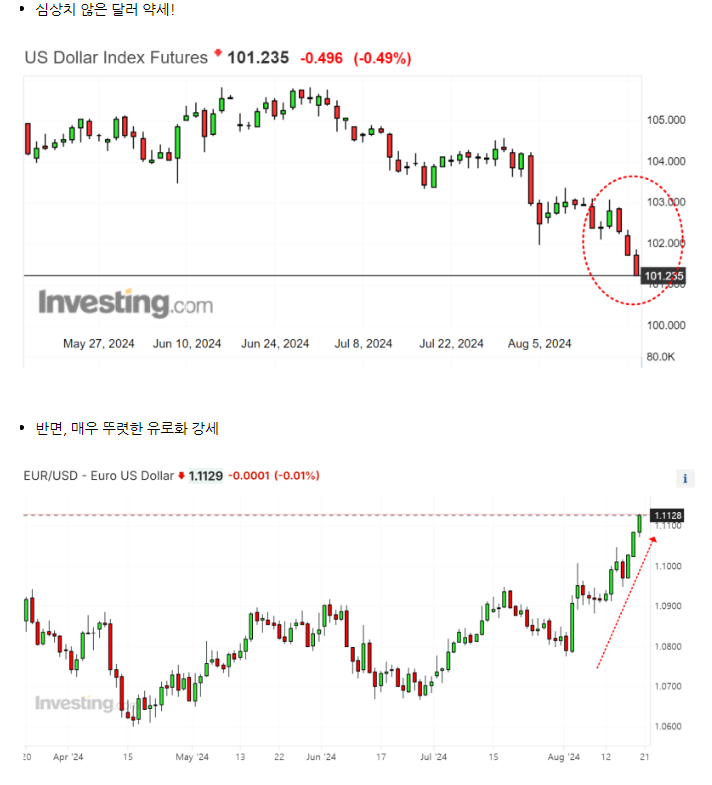 • 심상치 않은 달러 약세!
US Dollar Index Futures 101.235 -0.496 (-0.49%)
105.000
104.000
103.000
102.000
101.235
101.000
100.000
80.0K
Investing.com
May 27, 2024 Jun 10, 2024 Jun 24, 2024 Jul 8, 2024 Jul 22, 2024 Aug 5, 2024
• 반면, 매우 뚜렷한 유로화 강세
EUR/USD - Euro US Dollar 1.1129 -0.0001 (-0.01%)
i
1.1128
1.1100
1.1000
1.0900
1.0800
1.0700
1.0600
Investing
20 Apr '24 15 May '24 13 22 Jun '24 17 Jul '24 15 Aug '24 12 21